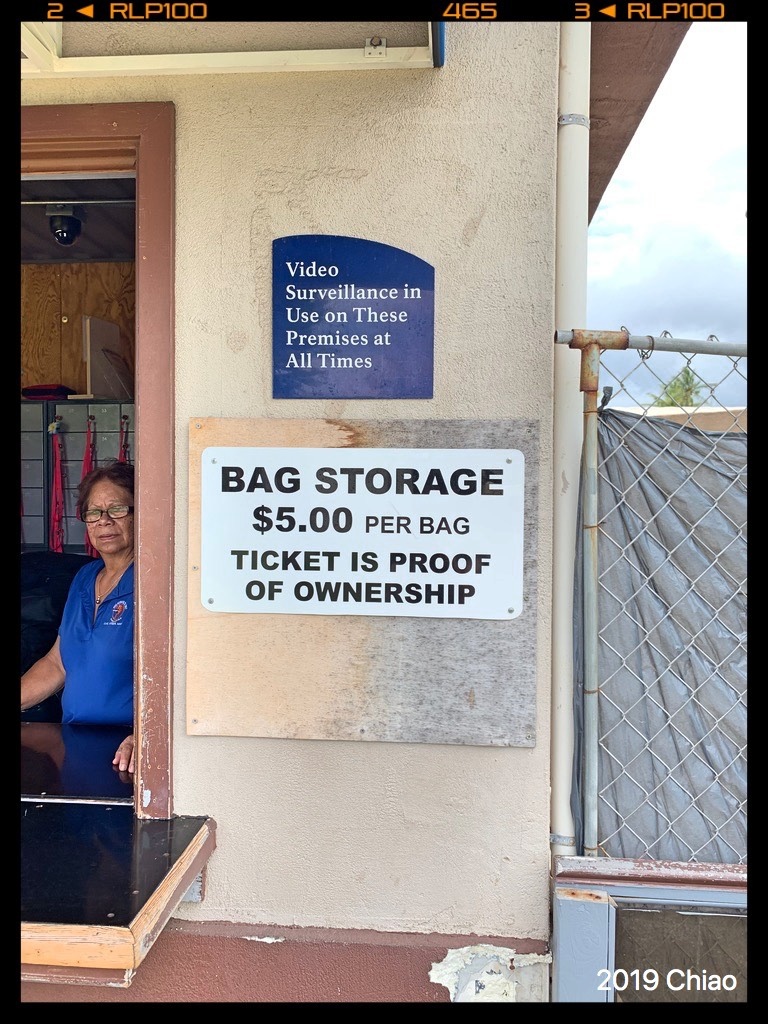 2 ◄ RLP100 465 3 ◄ RLP100
Video
Surveillance in
Use on These
Premises at
All Times
BAG STORAGE
$5.00 PER BAG
TICKET IS PROOF
OF OWNERSHIP
2019 Chiao